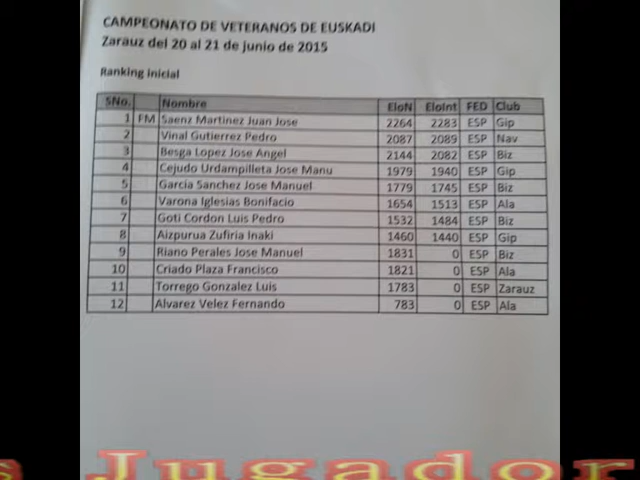 CAMPEONATO DE VETERANOS DE EUSKADI
Zarauz del 20 al 21 de junio de 2015
Ranking inicial
SNo. Nombre EloN EloInt FED Club
1 FM Saenz Martinez Juan Jose 2264 2283 ESP Gip
2 Vinal Gutierrez Pedro 2087 2089 ESP Nav
3 Besga Lopez Jose Angel 2144 2082 ESP Biz
4 Cejudo Urdampilleta Jose Manu 1979 1940 ESP Gip
5 Garcia Sanchez Jose Manuel 1779 1745 ESP Biz
6 Varona Iglesias Bonifacio 1654 1513 ESP Ala
7 Goti Cordon Luis Pedro 1532 1484 ESP Biz
8 Aizpurua Zufiria Inaki 1460 1440 ESP Gip
9 Riano Perales Jose Manuel 1831 0 ESP Biz
10 Criado Plaza Francisco 1821 0 ESP Ala
11 Torrego Gonzalez Luis 1783 0 ESP Zarauz
12 Alvarez Velez Fernando 783 0 ESP Ala
s Jugador